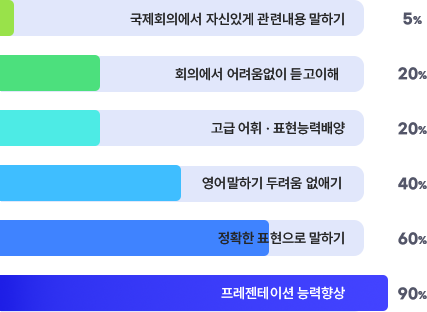 국제회의에서 자신있게 관련내용 말하기 5%
회의에서 어려움없이 듣고이해 20%
고급 어휘 · 표현능력배양 20%
영어말하기 두려움 없애기 40%
정확한 표현으로 말하기 60%
프레젠테이션 능력향상 90%